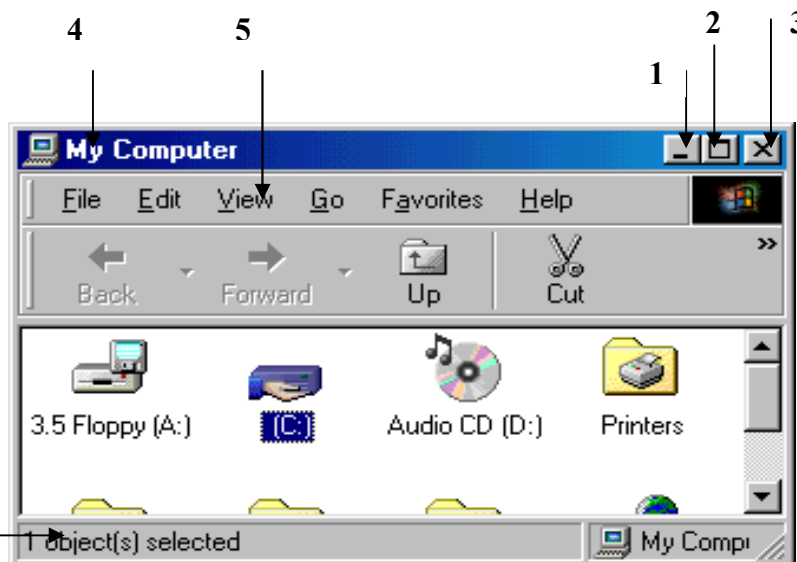 4 5 2 3
1
My Computer
File Edit View Go Favorites Help
Back Forward Up Cut »
3.5 Floppy (A:) (C:) Audio CD (D:) Printers
1 object(s) selected My Compu